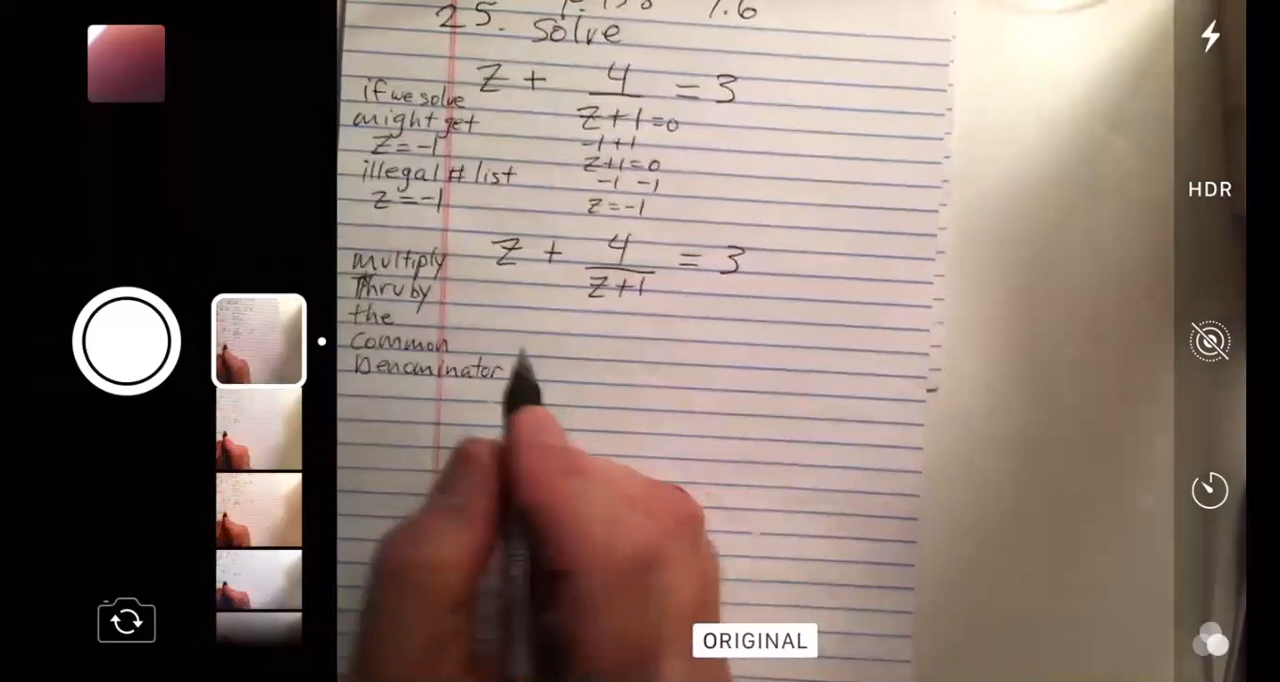 25. Solve
z + 4/(z+1) = 3
z+1=0
if we solve
might get
z=-1
illegal # list
z=-1
-1+1
z+1=0
-1 -1
z=-1
z + 4/(z+1) = 3
multiply
Thru by
the
common
Denominator
HDR
ORIGINAL